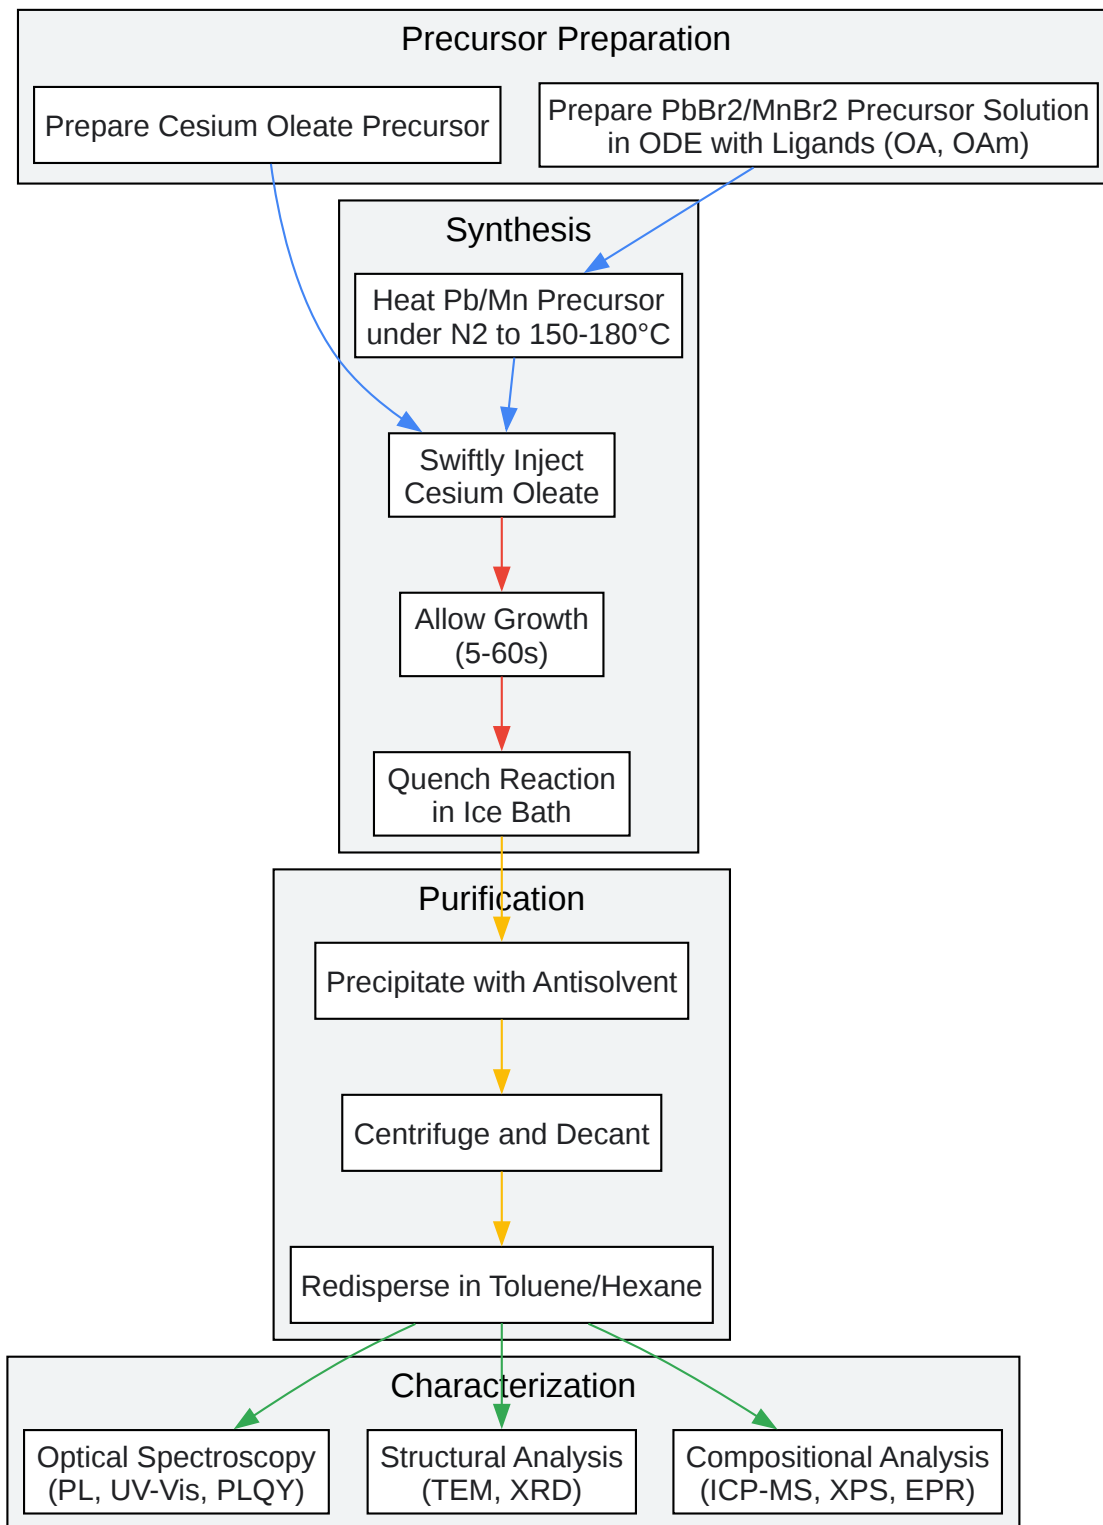 Precursor Preparation
Prepare Cesium Oleate Precursor
Prepare PbBr2/MnBr2 Precursor Solution
in ODE with Ligands (OA, OAm)
Synthesis
Heat Pb/Mn Precursor
under N2 to 150-180°C
Swiftly Inject
Cesium Oleate
Allow Growth
(5-60s)
Quench Reaction
in Ice Bath
Purification
Precipitate with Antisolvent
Centrifuge and Decant
Redisperse in Toluene/Hexane
Characterization
Optical Spectroscopy
(PL, UV-Vis, PLQY)
Structural Analysis
(TEM, XRD)
Compositional Analysis
(ICP-MS, XPS, EPR)